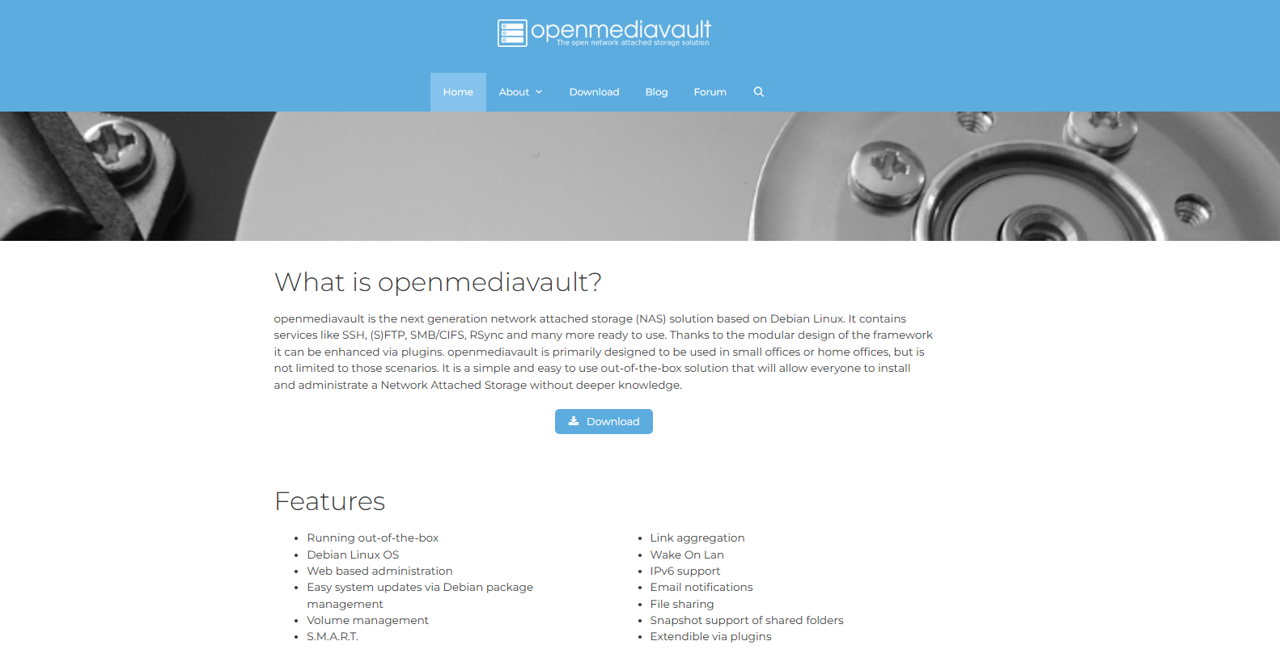 openmediavault
The open network attached storage solution
Home About Download Blog Forum
What is openmediavault?
openmediavault is the next generation network attached storage (NAS) solution based on Debian Linux. It contains
services like SSH, (S)FTP, SMB/CIFS, RSync and many more ready to use. Thanks to the modular design of the framework
it can be enhanced via plugins. openmediavault is primarily designed to be used in small offices or home offices, but is
not limited to those scenarios. It is a simple and easy to use out-of-the-box solution that will allow everyone to install
and administrate a Network Attached Storage without deeper knowledge.
Download
Features
Running out-of-the-box
Debian Linux OS
Web based administration
Easy system updates via Debian package
management
Volume management
S.M.A.R.T.
Link aggregation
Wake On Lan
IPv6 support
Email notifications
File sharing
Snapshot support of shared folders
Extendible via plugins